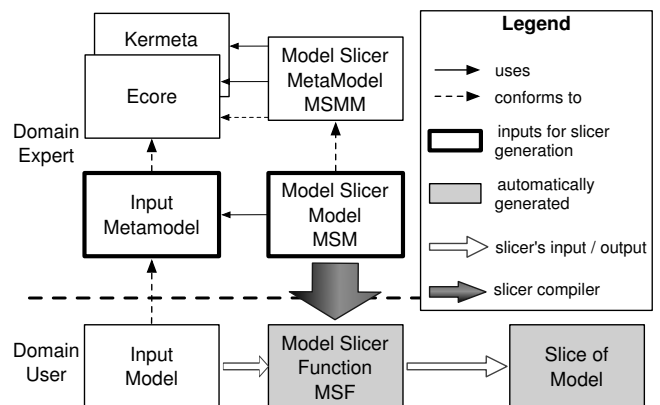 Kermeta
Ecore
Model Slicer
MetaModel
MSMM
Domain
Expert
Input
Metamodel
Model Slicer
Model
MSM
Domain
User
Input
Model
Model Slicer
Function
MSF
Slice of
Model
Legend
uses
conforms to
inputs for slicer
generation
automatically
generated
slicer's input / output
slicer compiler